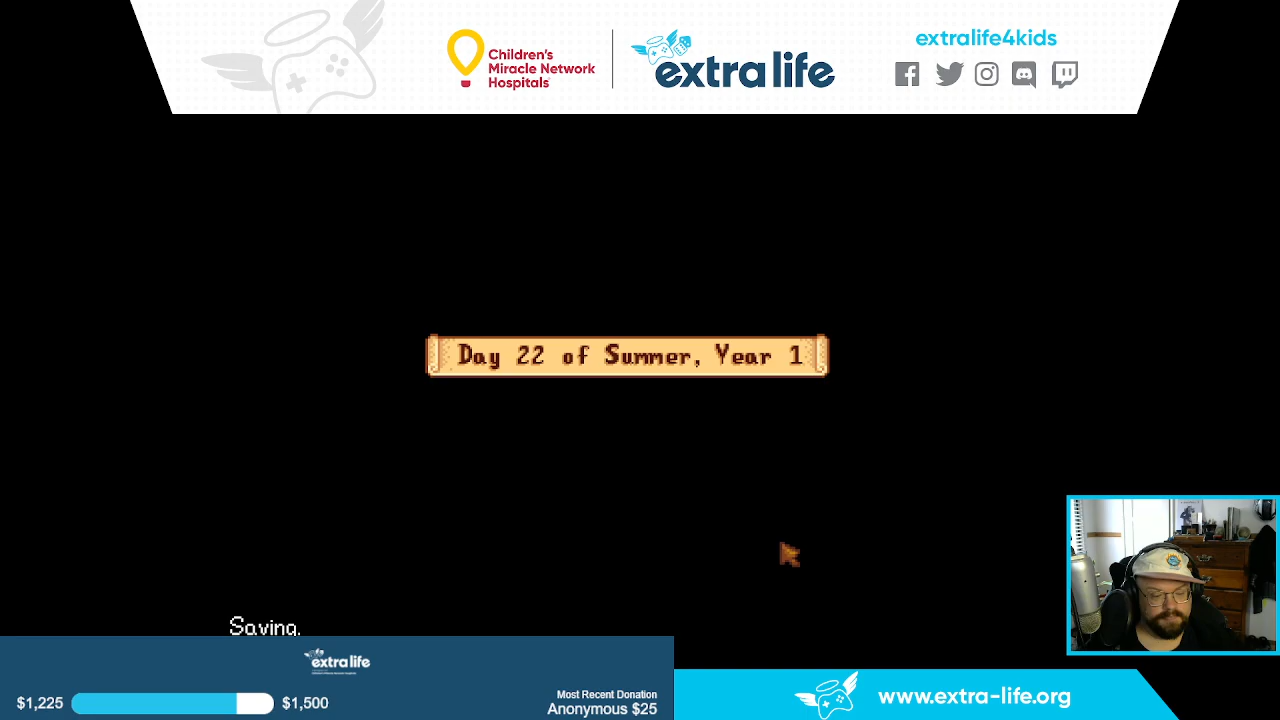 Children's
Miracle Network
Hospitals
extra life
extralife4kids
Day 22 of Summer, Year 1
Saving.
extra life
$1,225
$1,500
Most Recent Donation
Anonymous $25
www.extra-life.org